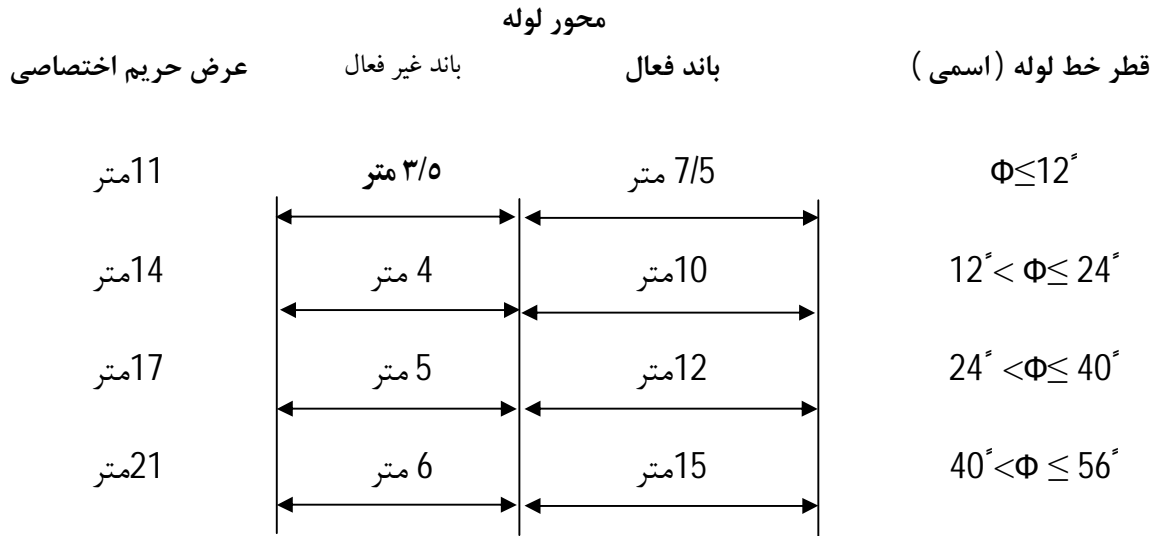 محور لوله
قطر خط لوله (اسمی) باند فعال باند غیر فعال عرض حریم اختصاصی
Φ≤12ً 7/5 متر ۳/۵ متر 11متر
12ً< Φ≤ 24ً 10متر 4 متر 14متر
24ً <Φ≤ 40ً 12متر 5 متر 17متر
40ً<Φ ≤ 56ً 15متر 6 متر 21متر